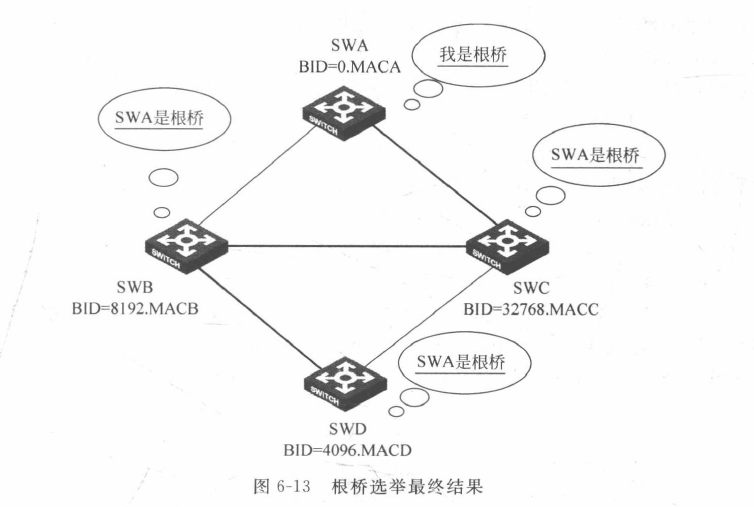 SWA
BID=0.MACA
我是根桥
SWITCH
SWA是根桥
SWA是根桥
SWITCH
SWITCH
SWB
BID=8192.MACB
SWC
BID=32768.MACC
SWA是根桥
SWITCH
SWD
BID=4096.MACD
图 6-13 根桥选举最终结果